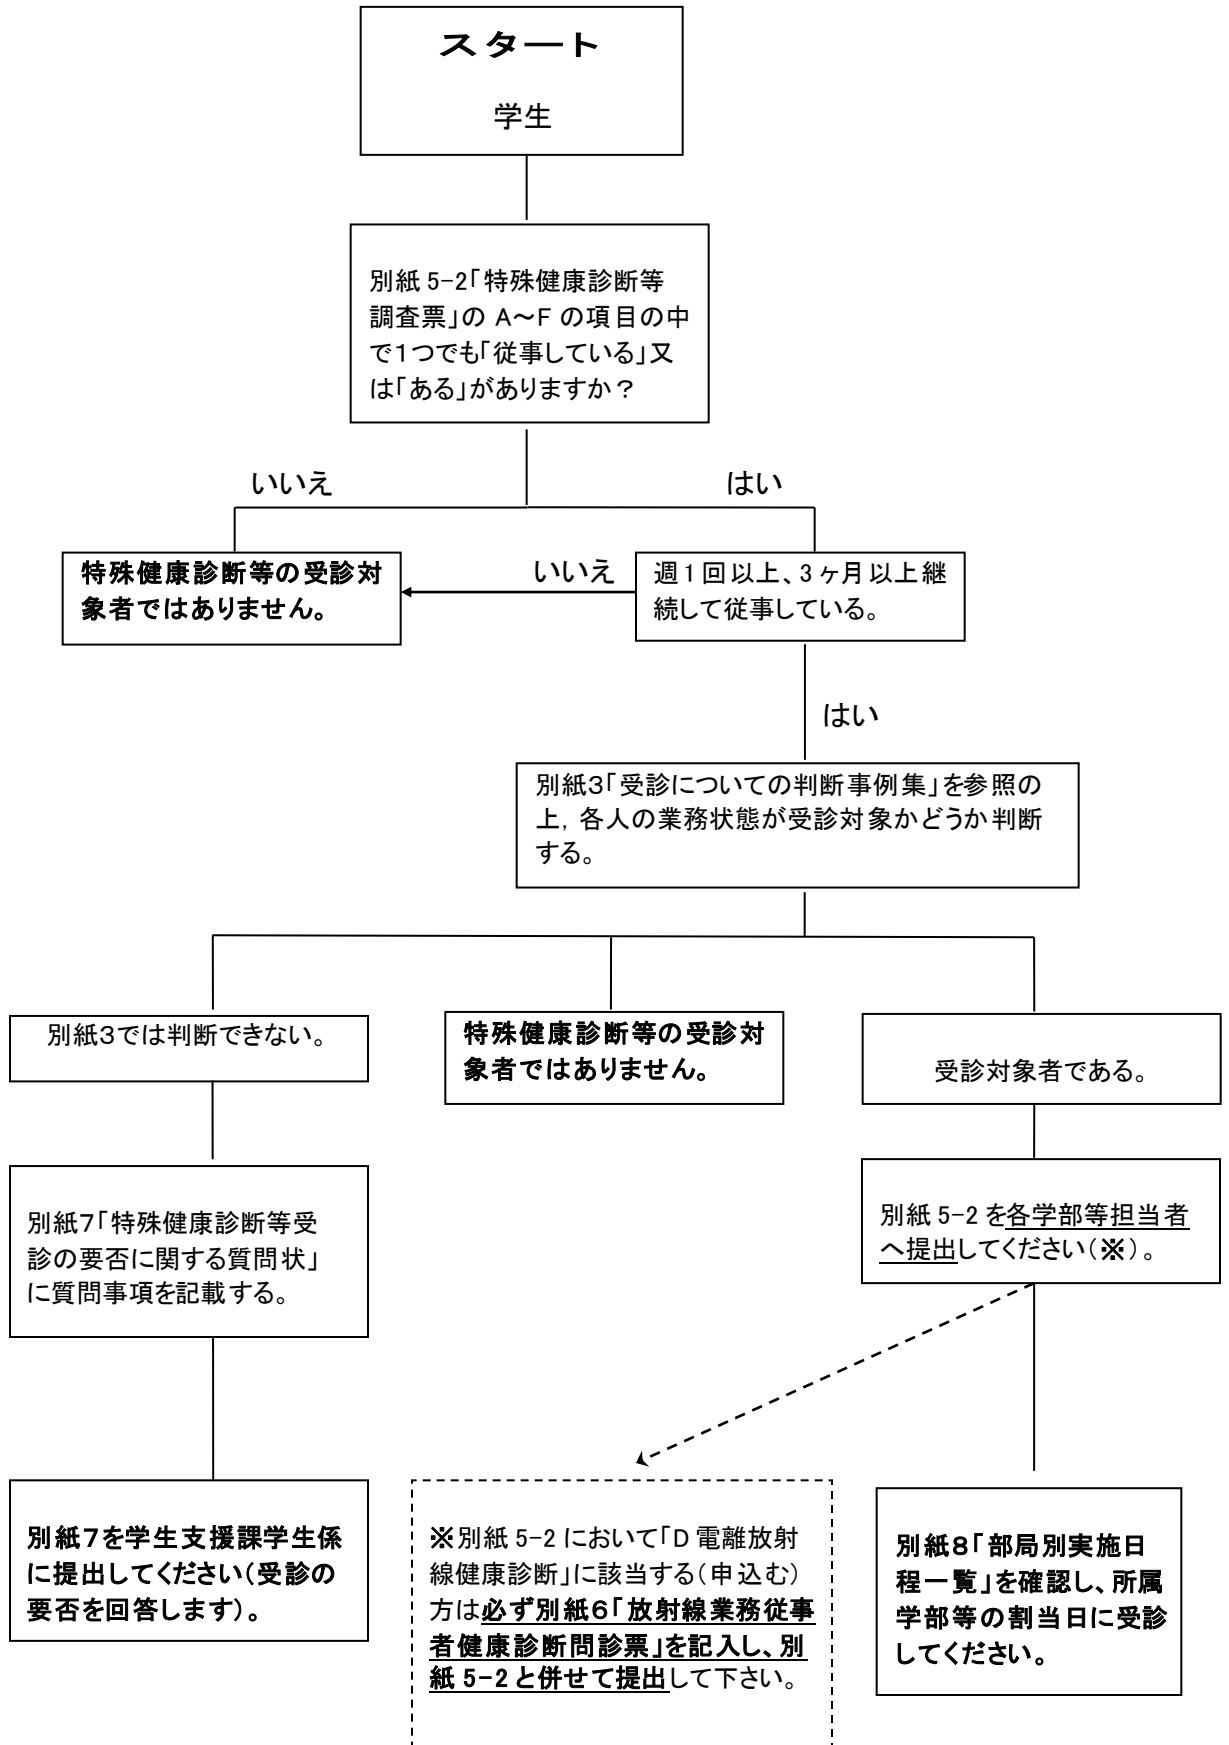 スタート
学生
別紙 5-2「特殊健康診断等
調査票」の A～F の項目の中
で1つでも「従事している」又
は「ある」がありますか？
いいえ
はい
特殊健康診断等の受診対
象者ではありません。
いいえ
週1回以上、3ヶ月以上継
続して従事している。
はい
別紙3「受診についての判断事例集」を参照の
上，各人の業務状態が受診対象かどうか判断
する。
別紙3では判断できない。
特殊健康診断等の受診対
象者ではありません。
受診対象者である。
別紙7「特殊健康診断等受
診の要否に関する質問状」
に質問事項を記載する。
別紙 5-2 を各学部等担当者
へ提出してください（※）。
別紙7を学生支援課学生係
に提出してください（受診の
要否を回答します）。
※別紙 5-2 において「D 電離放射
線健康診断」に該当する（申込む）
方は必ず別紙6「放射線業務従事
者健康診断問診票」を記入し、別
紙 5-2 と併せて提出して下さい。
別紙8「部局別実施日
程一覧」を確認し、所属
学部等の割当日に受診
してください。